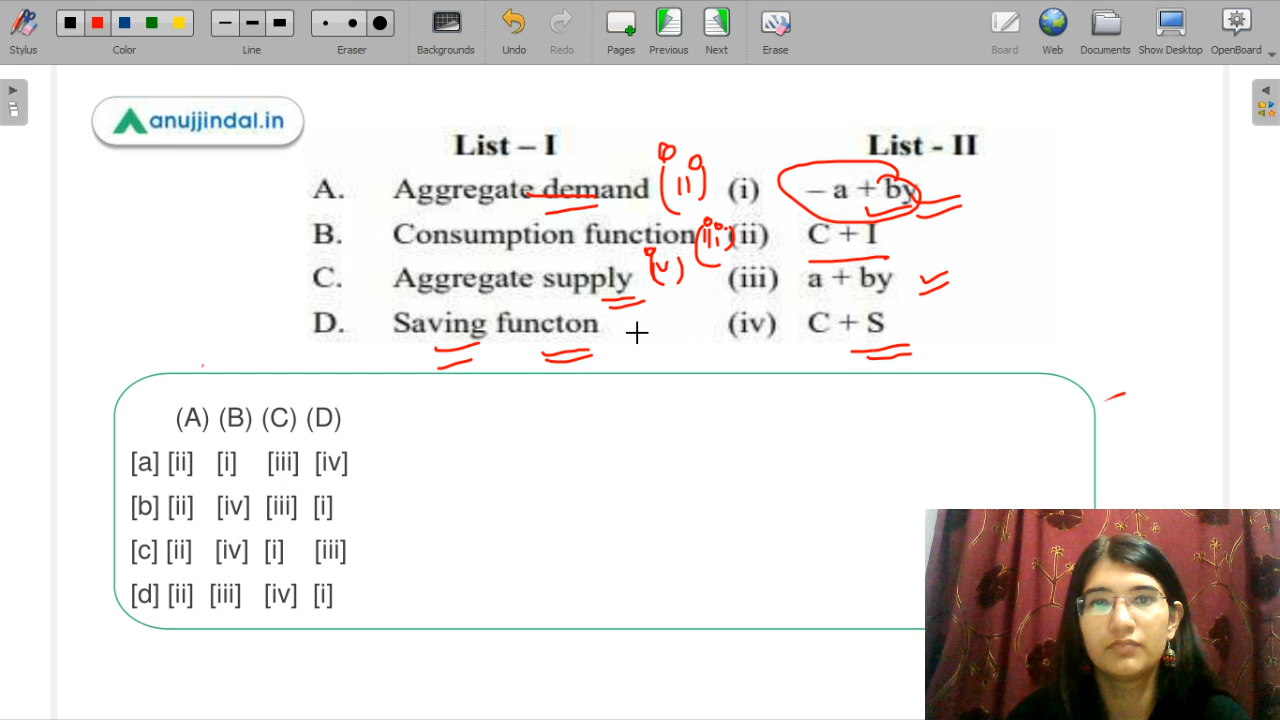 Stylus Color Line Eraser Backgrounds Undo Redo Pages Previous Next Erase Board Web Documents Show Desktop OpenBoard
anujjindal.in
List – I List - II
A. Aggregate demand (ii) (i) – a + by
B. Consumption function (iii) (ii) C + I
C. Aggregate supply (iv) (iii) a + by
D. Saving functon (iv) C + S
(A) (B) (C) (D)
[a] [ii] [i] [iii] [iv]
[b] [ii] [iv] [iii] [i]
[c] [ii] [iv] [i] [iii]
[d] [ii] [iii] [iv] [i]